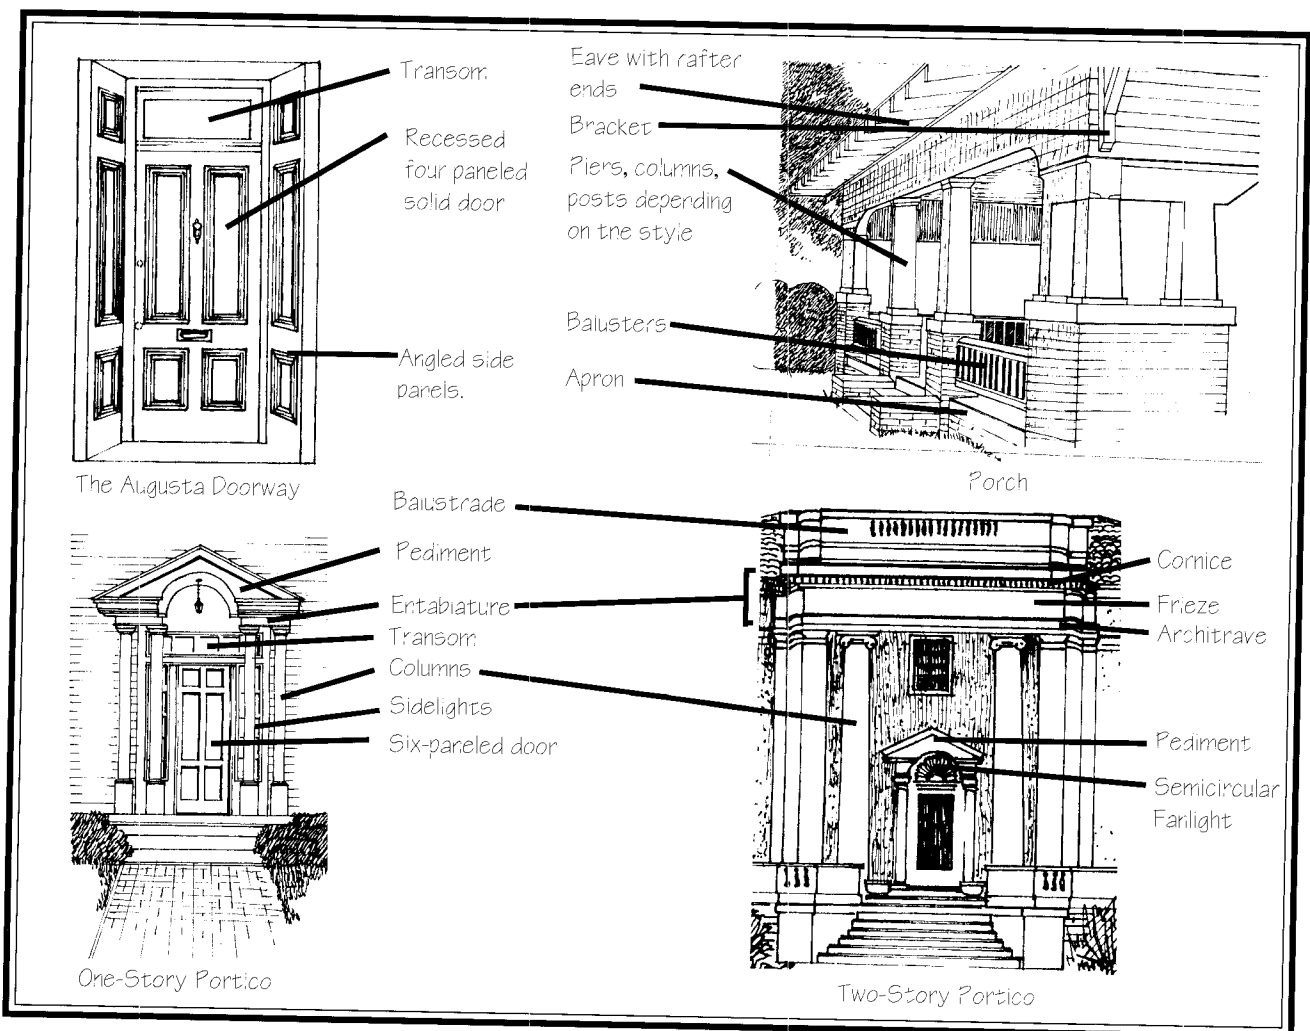 Transom
Recessed
four paneled
solid door
Angled side
panels.
The Augusta Doorway
Eave with rafter
ends
Bracket
Piers, columns,
posts depending
on the style
Balusters
Apron
Porch
Balustrade
Pediment
Entablature
Transom
Columns
Sidelights
Six-paneled door
One-Story Portico
Cornice
Frieze
Architrave
Pediment
Semicircular
Fanlight
Two-Story Portico